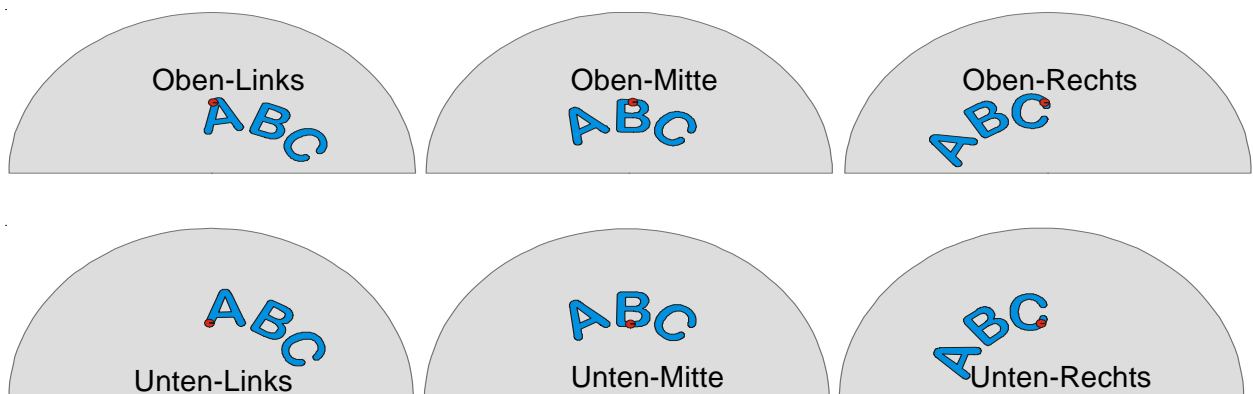 Oben-Links
ABC
Oben-Mitte
ABC
Oben-Rechts
ABC
ABC
Unten-Links
ABC
Unten-Mitte
ABC
Unten-Rechts